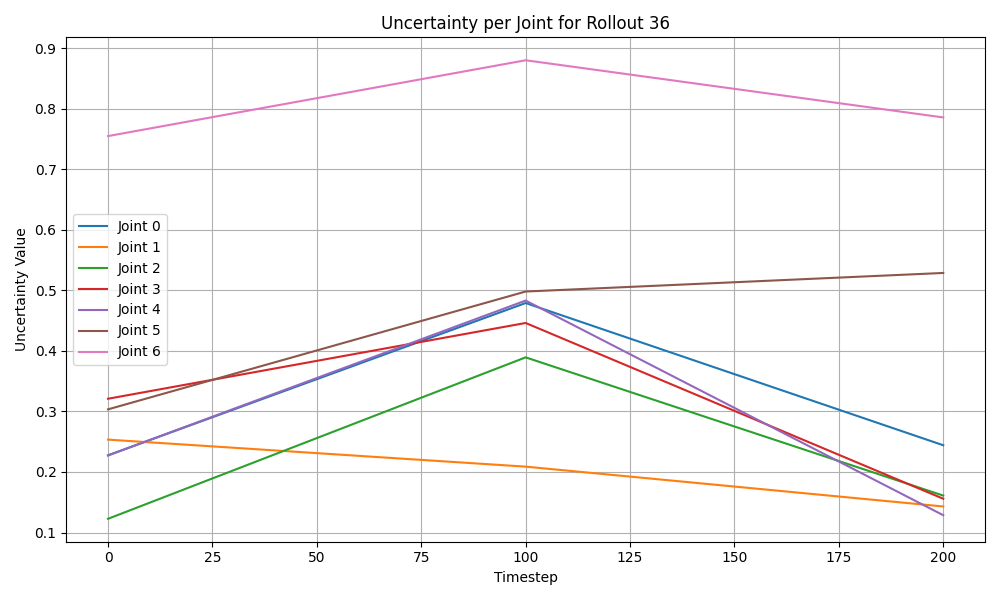 Uncertainty per Joint for Rollout 36
Uncertainty Value
0.9
0.8
0.7
0.6
0.5
0.4
0.3
0.2
0.1
Joint 0
Joint 1
Joint 2
Joint 3
Joint 4
Joint 5
Joint 6
0 25 50 75 100 125 150 175 200
Timestep